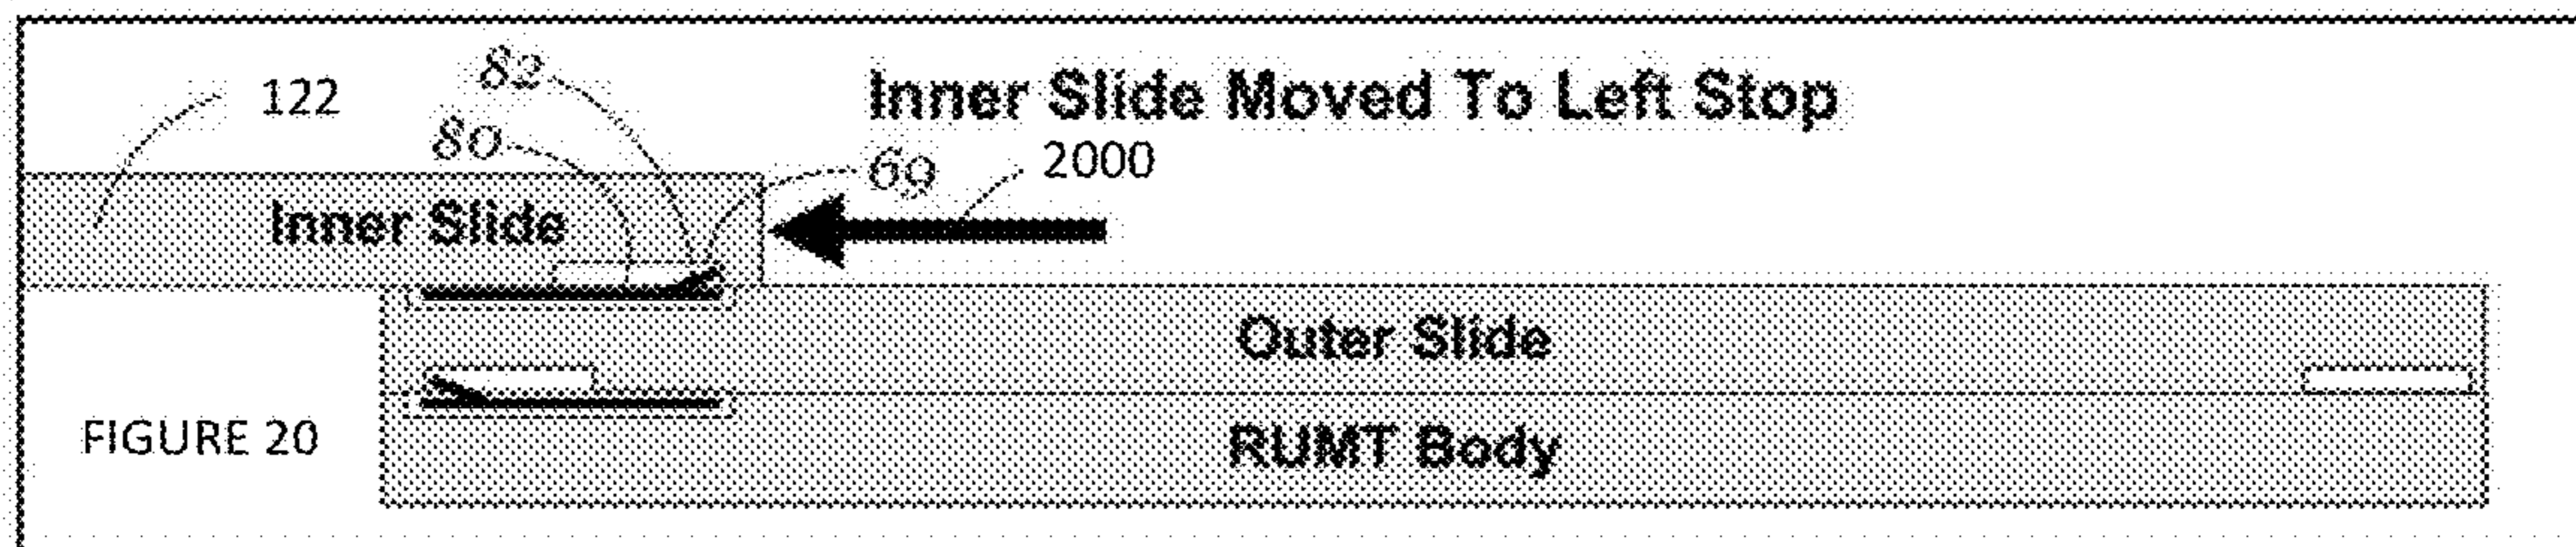 122
82
Inner Slide Moved To Left Stop
80
69
2000
Inner Slide
Outer Slide
FIGURE 20
RUMT Body